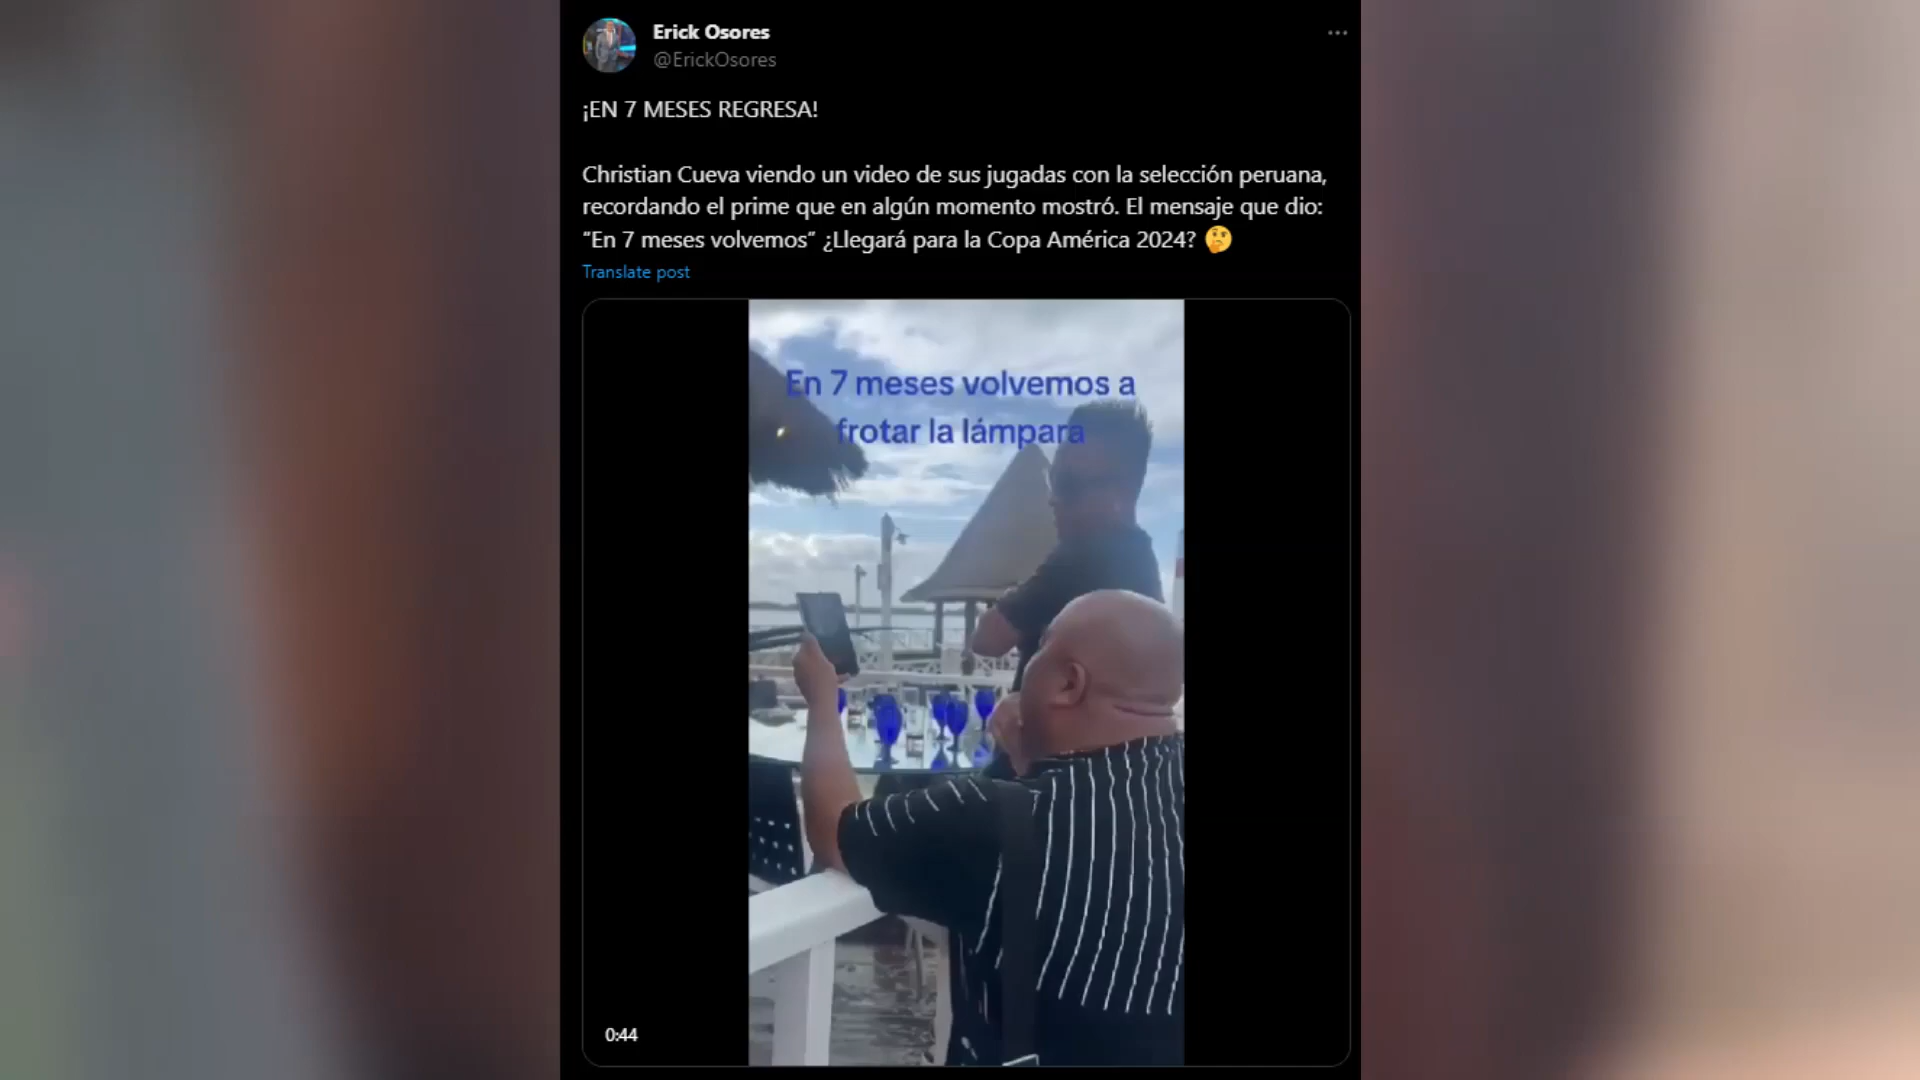 Erick Osores
@ErickOsores
¡EN 7 MESES REGRESA!
Christian Cueva viendo un video de sus jugadas con la selección peruana,
recordando el prime que en algún momento mostró. El mensaje que dio:
“En 7 meses volvemos” ¿Llegará para la Copa América 2024? 🤔
Translate post
En 7 meses volvemos a
frotar la lámpara
0:44